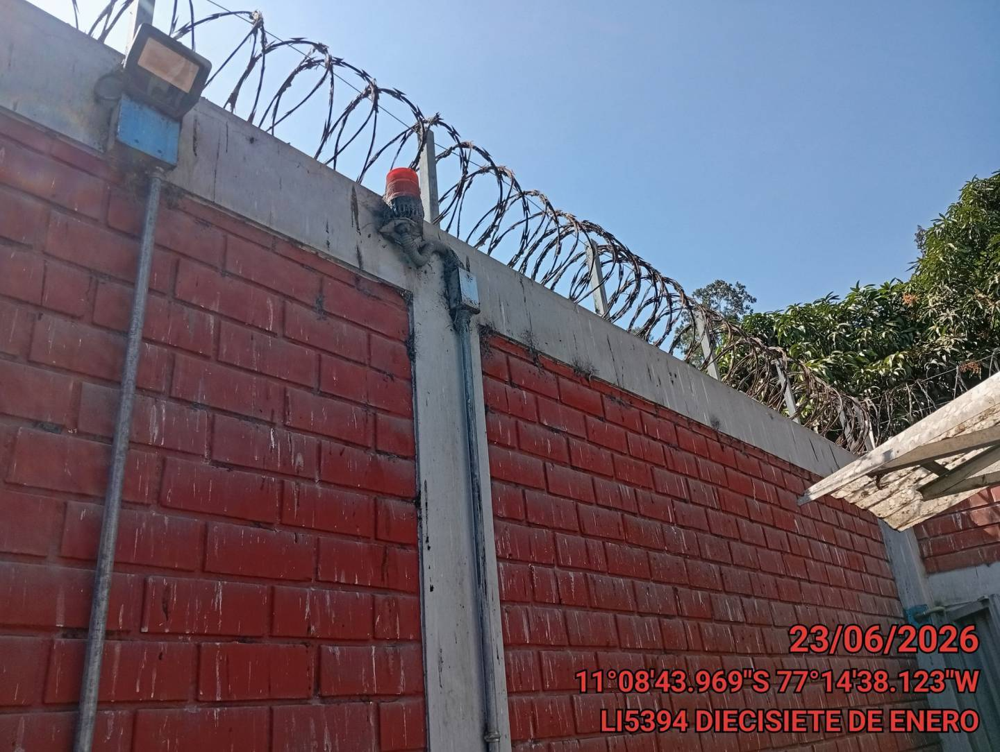 23/06/2026
11°08'43.969"S 77°14'38.123"W
LI5394 DIECISIETE DE ENERO